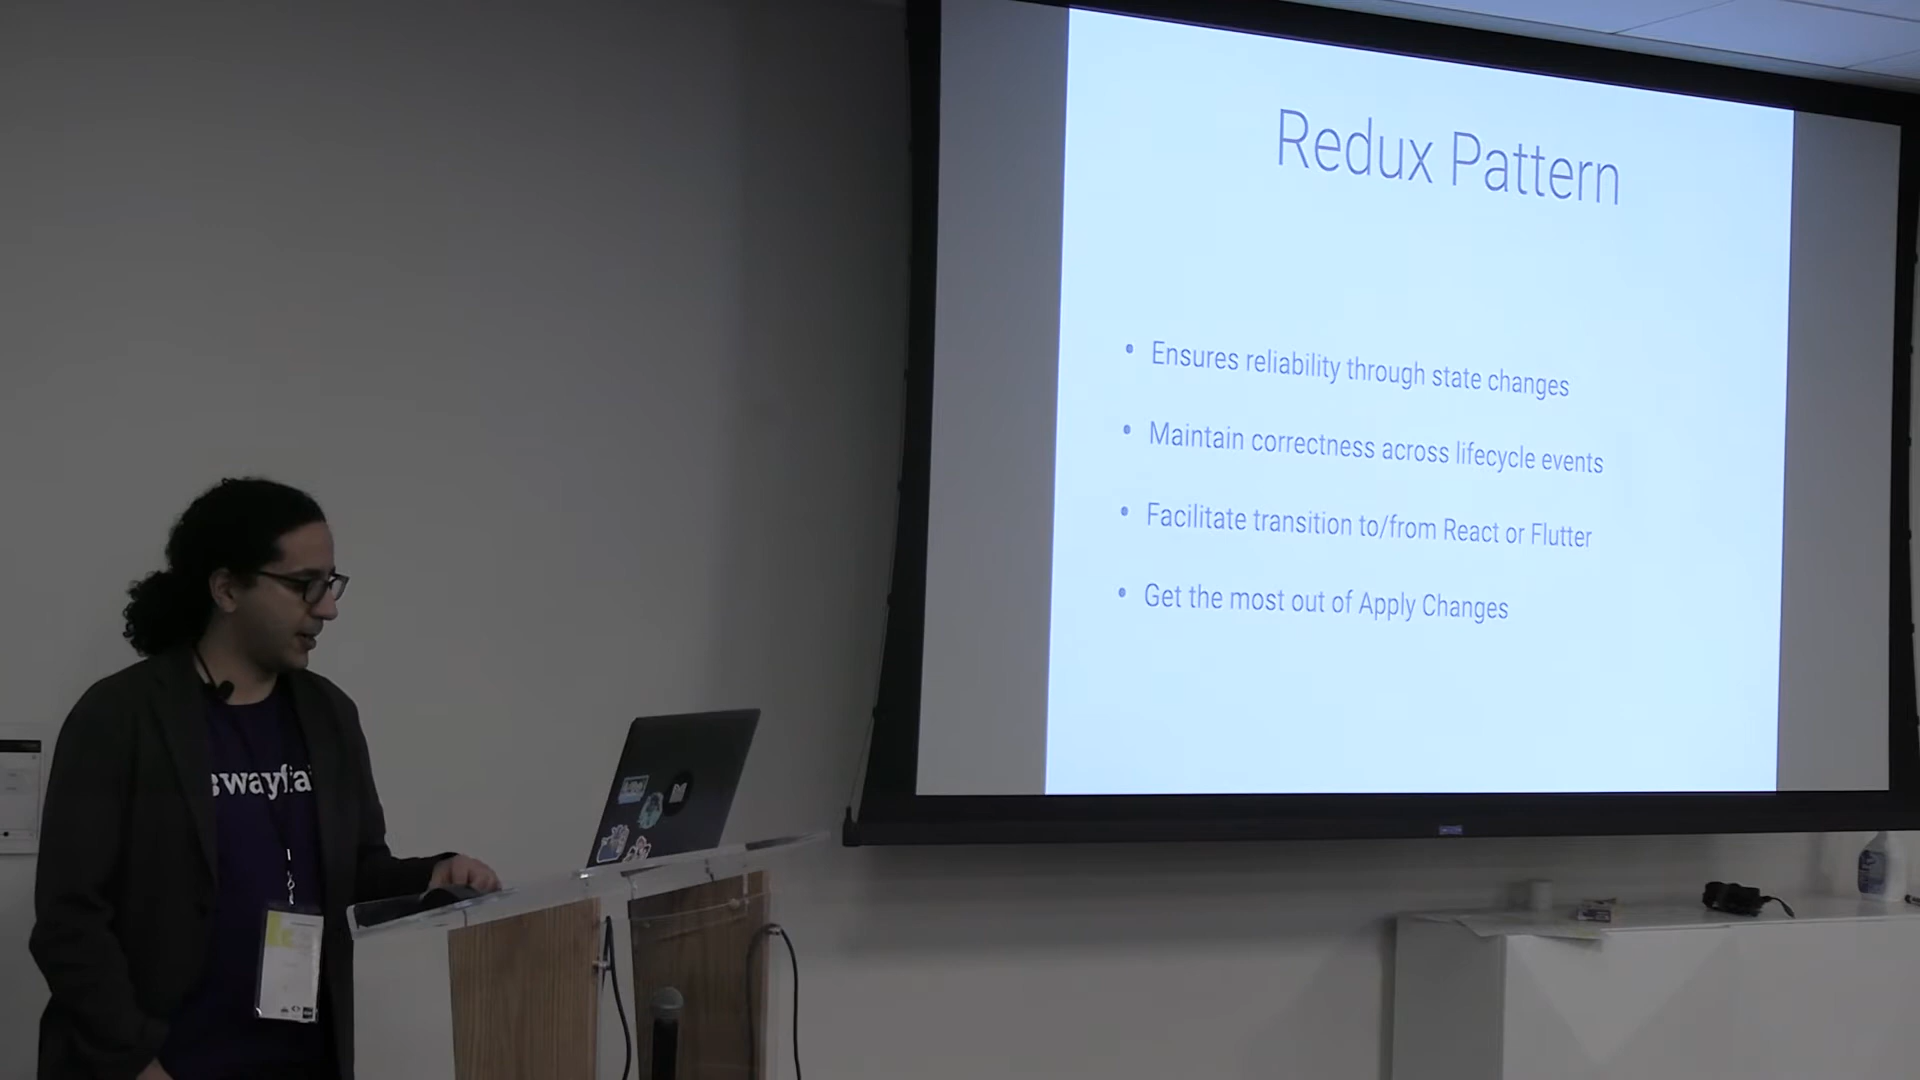 Redux Pattern
• Ensures reliability through state changes
• Maintain correctness across lifecycle events
• Facilitate transition to/from React or Flutter
• Get the most out of Apply Changes
wayfa